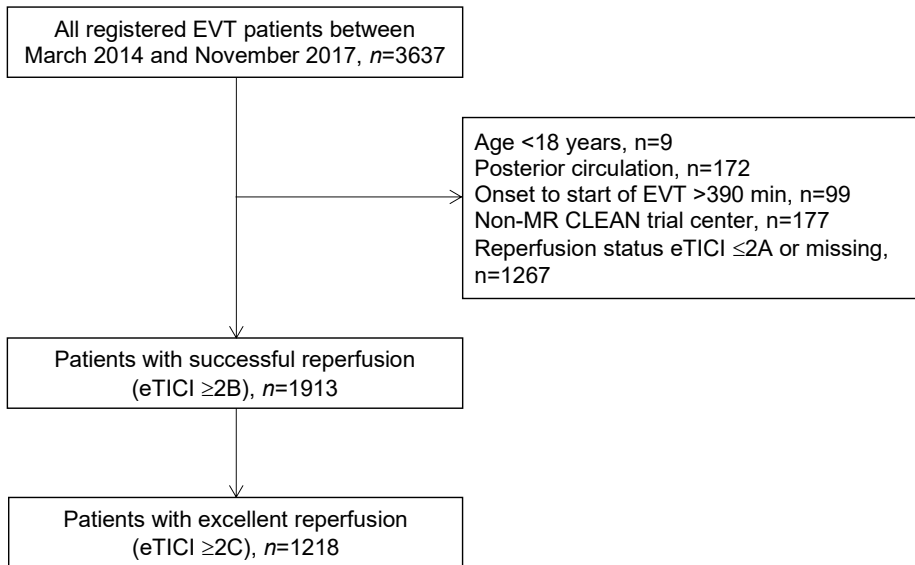 All registered EVT patients between
March 2014 and November 2017, n=3637
Age <18 years, n=9
Posterior circulation, n=172
Onset to start of EVT >390 min, n=99
Non-MR CLEAN trial center, n=177
Reperfusion status eTICI ≤2A or missing,
n=1267
Patients with successful reperfusion
(eTICI ≥2B), n=1913
Patients with excellent reperfusion
(eTICI ≥2C), n=1218